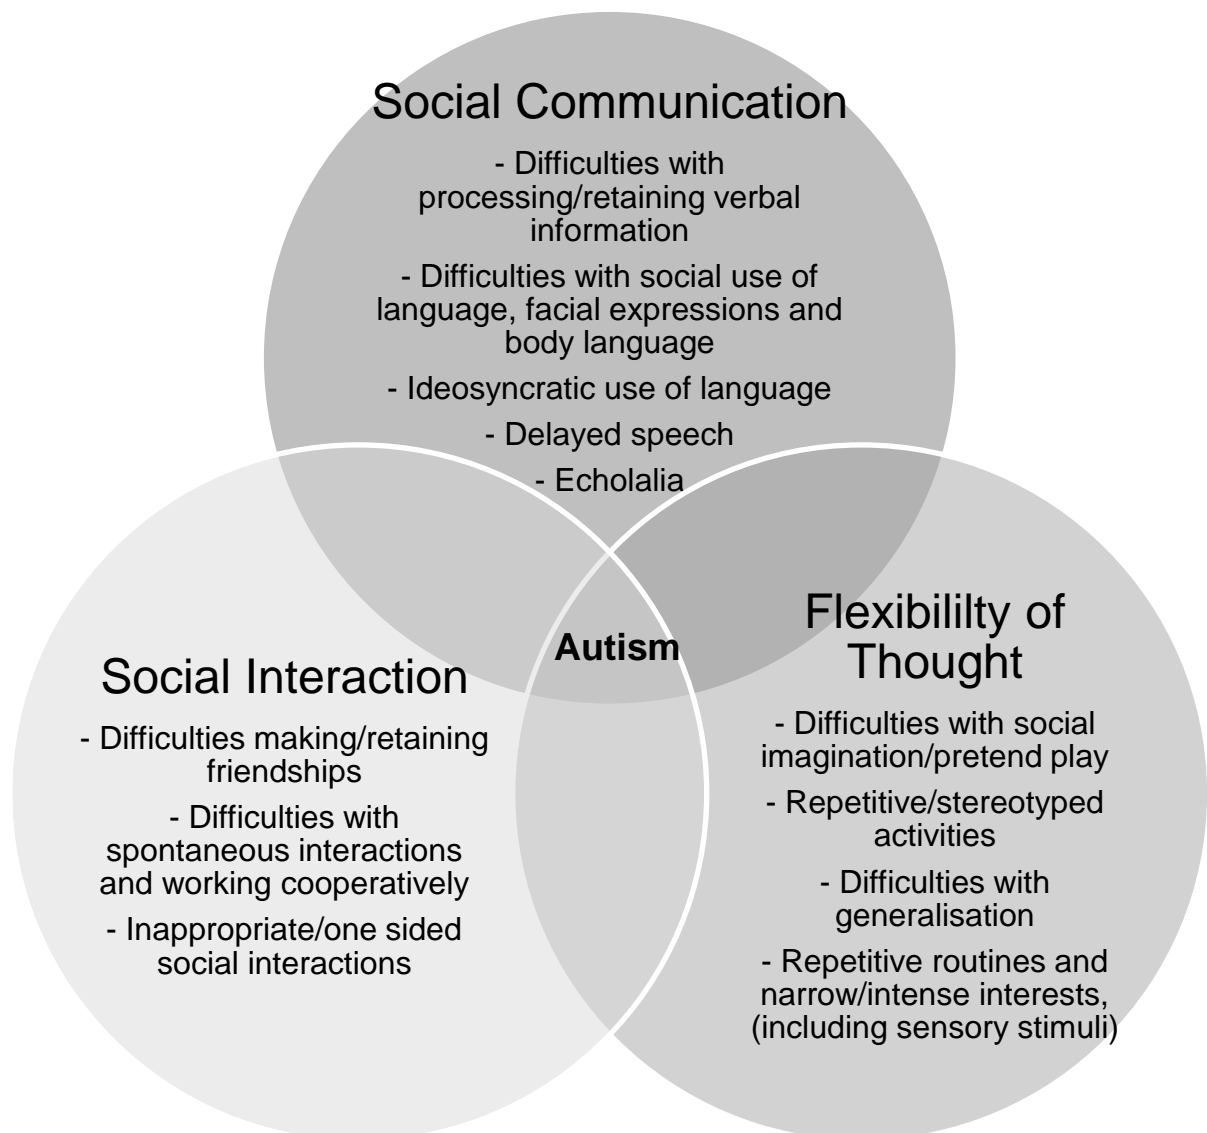 Social Communication
- Difficulties with
processing/retaining verbal
information
- Difficulties with social use of
language, facial expressions and
body language
- Ideosyncratic use of language
- Delayed speech
- Echolalia
Autism
Social Interaction
- Difficulties making/retaining
friendships
- Difficulties with
spontaneous interactions
and working cooperatively
- Inappropriate/one sided
social interactions
Flexibililty of
Thought
- Difficulties with social
imagination/pretend play
- Repetitive/stereotyped
activities
- Difficulties with
generalisation
- Repetitive routines and
narrow/intense interests,
(including sensory stimuli)